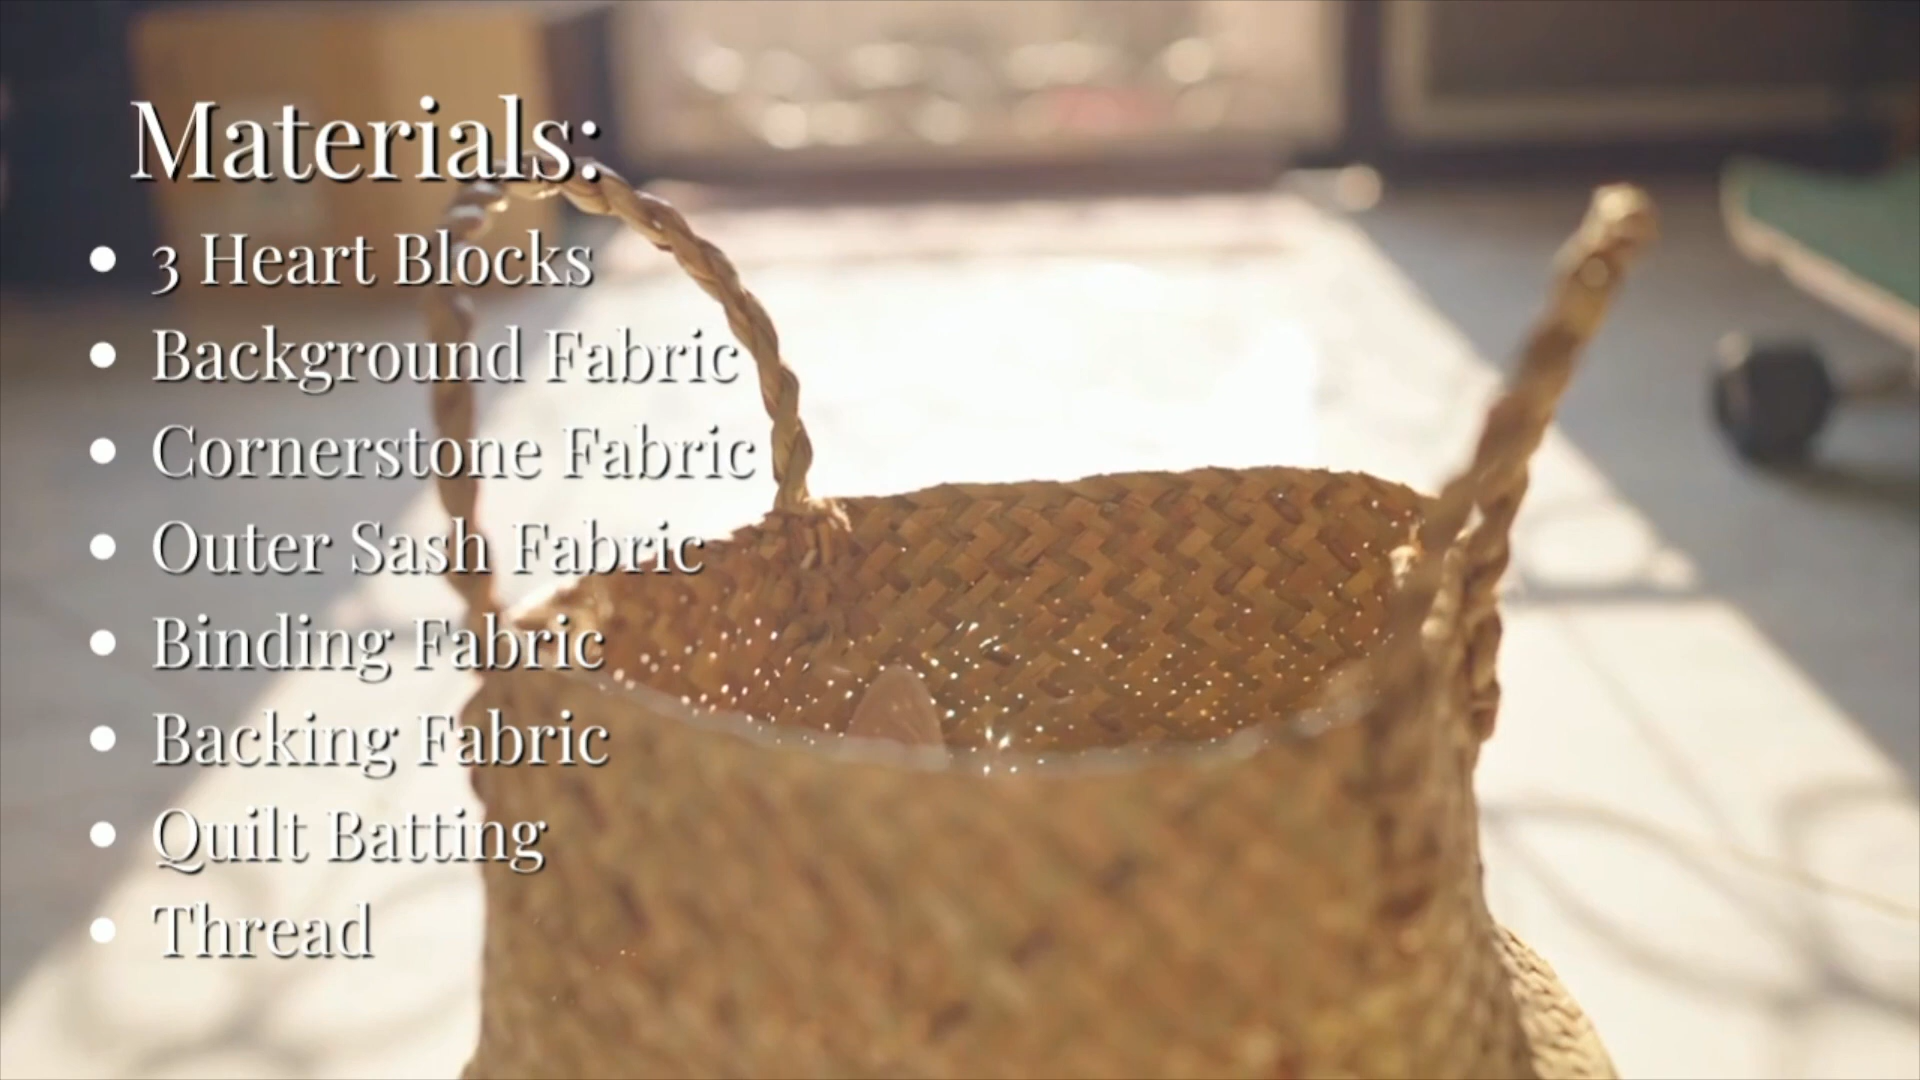 Materials:
• 3 Heart Blocks
• Background Fabric
• Cornerstone Fabric
• Outer Sash Fabric
• Binding Fabric
• Backing Fabric
• Quilt Batting
• Thread